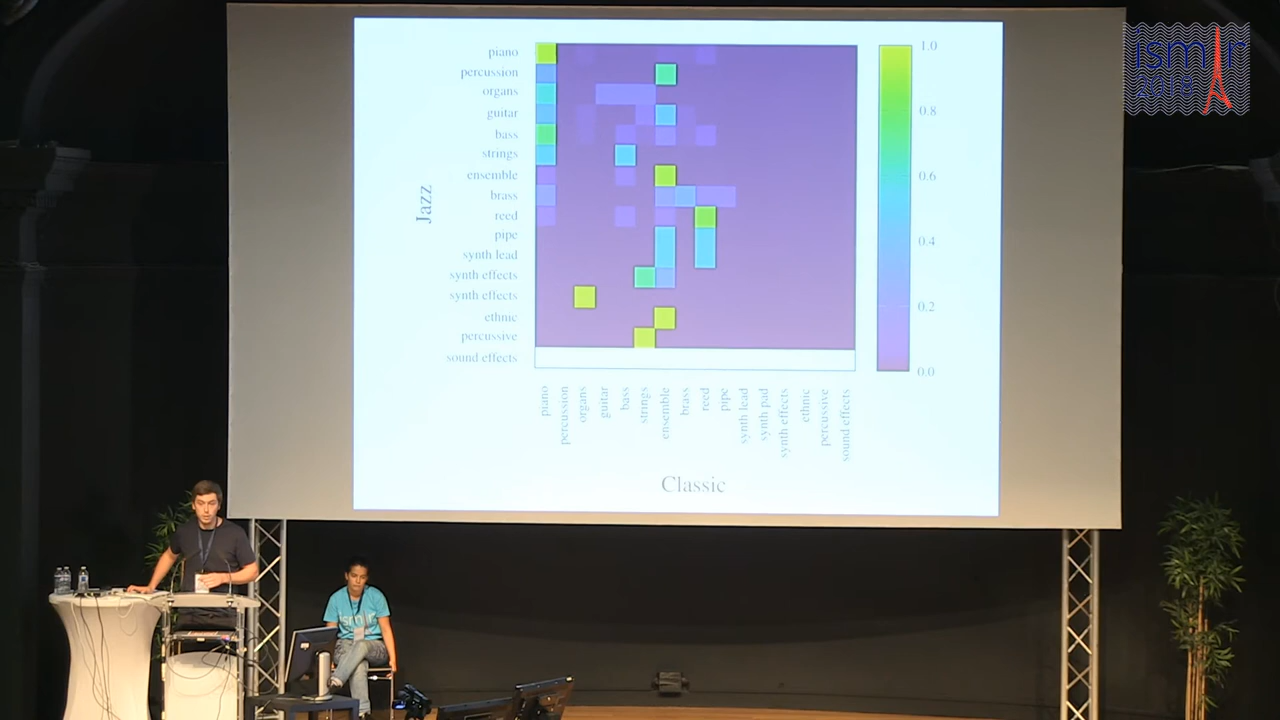 piano
percussion
organs
guitar
bass
strings
ensemble
brass
reed
pipe
synth lead
synth effects
synth effects
ethnic
percussive
sound effects
Jazz
1.0
0.8
0.6
0.4
0.2
0.0
piano
percussion
organs
guitar
bass
strings
ensemble
brass
reed
pipe
synth lead
synth pad
synth effects
ethnic
percussive
sound effects
Classic
ismir
2018
ismir